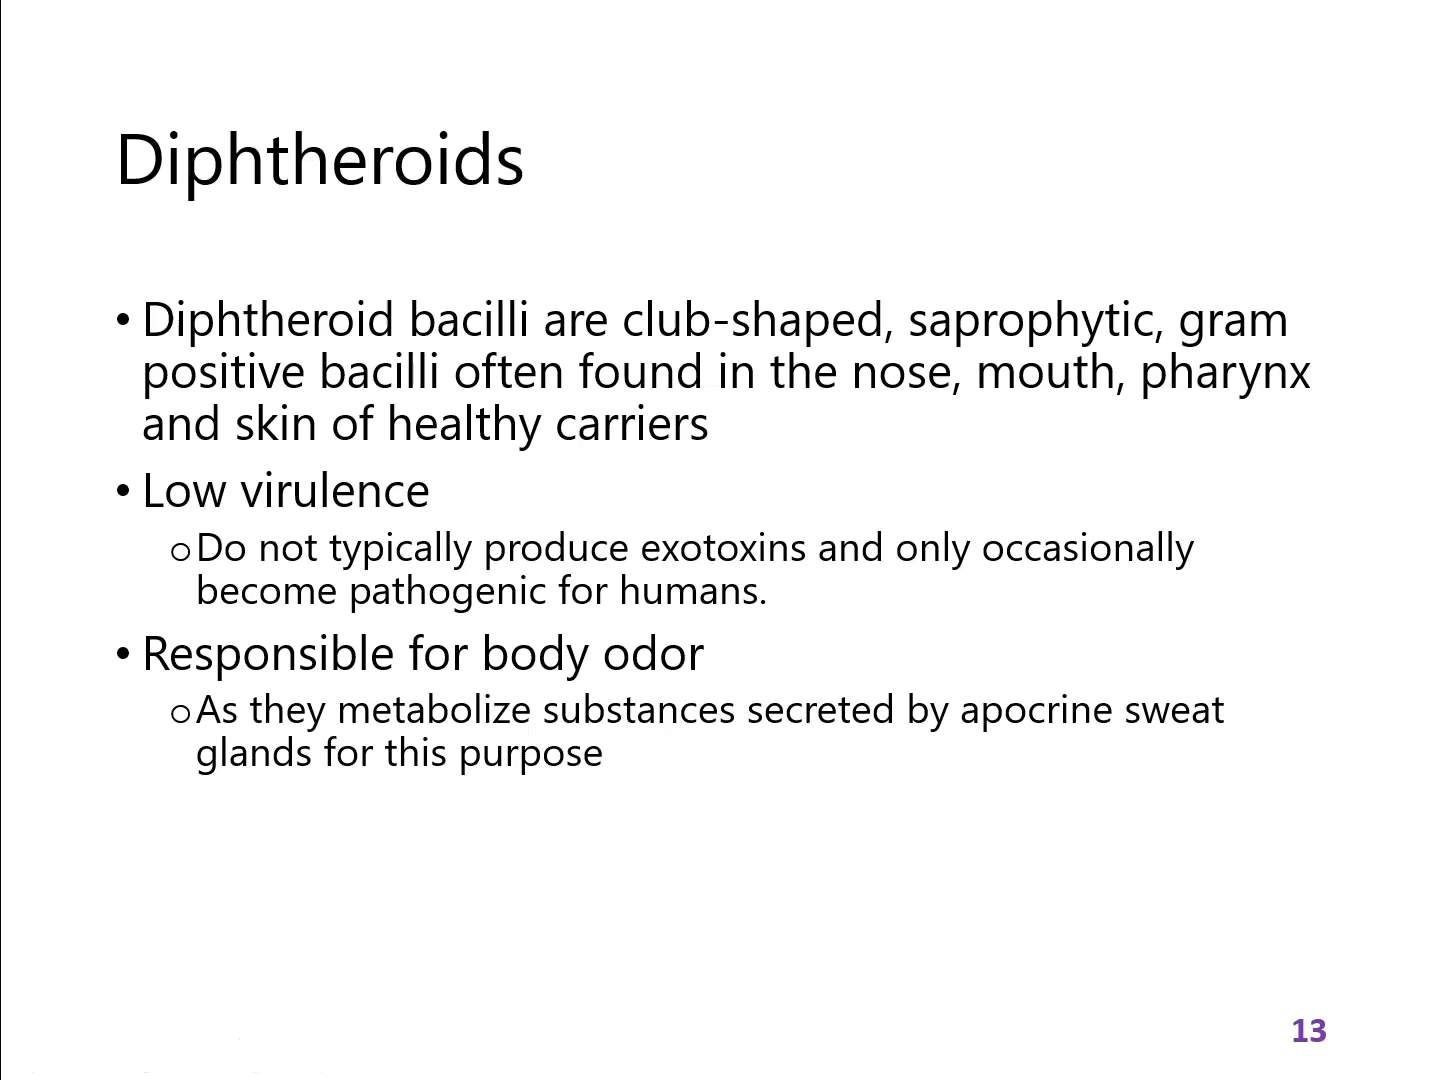 Diphtheroids
• Diphtheroid bacilli are club-shaped, saprophytic, gram
positive bacilli often found in the nose, mouth, pharynx
and skin of healthy carriers
• Low virulence
o Do not typically produce exotoxins and only occasionally
become pathogenic for humans.
• Responsible for body odor
o As they metabolize substances secreted by apocrine sweat
glands for this purpose
13